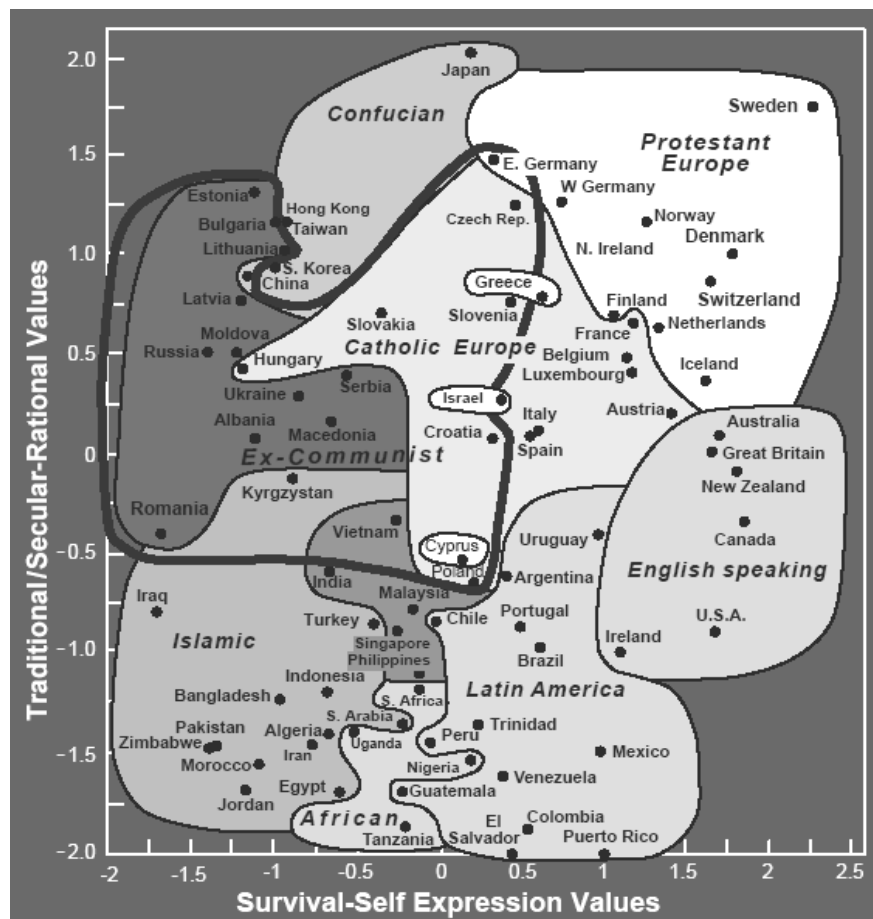 2.0
Japan
Confucian
Sweden
Protestant
Europe
1.5
E. Germany
W Germany
Estonia
Hong Kong
Bulgaria
Taiwan
Czech Rep.
Norway
Denmark
N. Ireland
1.0
Lithuania
S. Korea
China
Greece
Latvia
Slovenia
Finland
Switzerland
Slovakia
France
Netherlands
Moldova
Catholic Europe
Russia
0.5
Hungary
Belgium
Luxembourg
Iceland
Ukraine
Serbia
Israel
Austria
Albania
Macedonia
Croatia
Italy
Spain
Australia
Great Britain
0
Ex-Communist
New Zealand
Kyrgzystan
Romania
Vietnam
Uruguay
Canada
−0.5
Cyprus
Poland
English speaking
India
Argentina
Iraq
Malaysia
Turkey
Chile
Portugal
U.S.A.
−1.0
Islamic
Singapore
Philippines
Brazil
Ireland
Indonesia
Latin America
Bangladesh
S. Africa
S. Arabia
Pakistan
Algeria
Zimbabwe
Iran
Uganda
Peru
Trinidad
Mexico
−1.5
Morocco
Nigeria
Venezuela
Jordan
Egypt
Guatemala
African
Tanzania
El
Salvador
Colombia
Puerto Rico
−2.0
-2
-1.5
-1
-0.5
0
0.5
1
1.5
2
2.5
Survival-Self Expression Values
Traditional/Secular-Rational Values